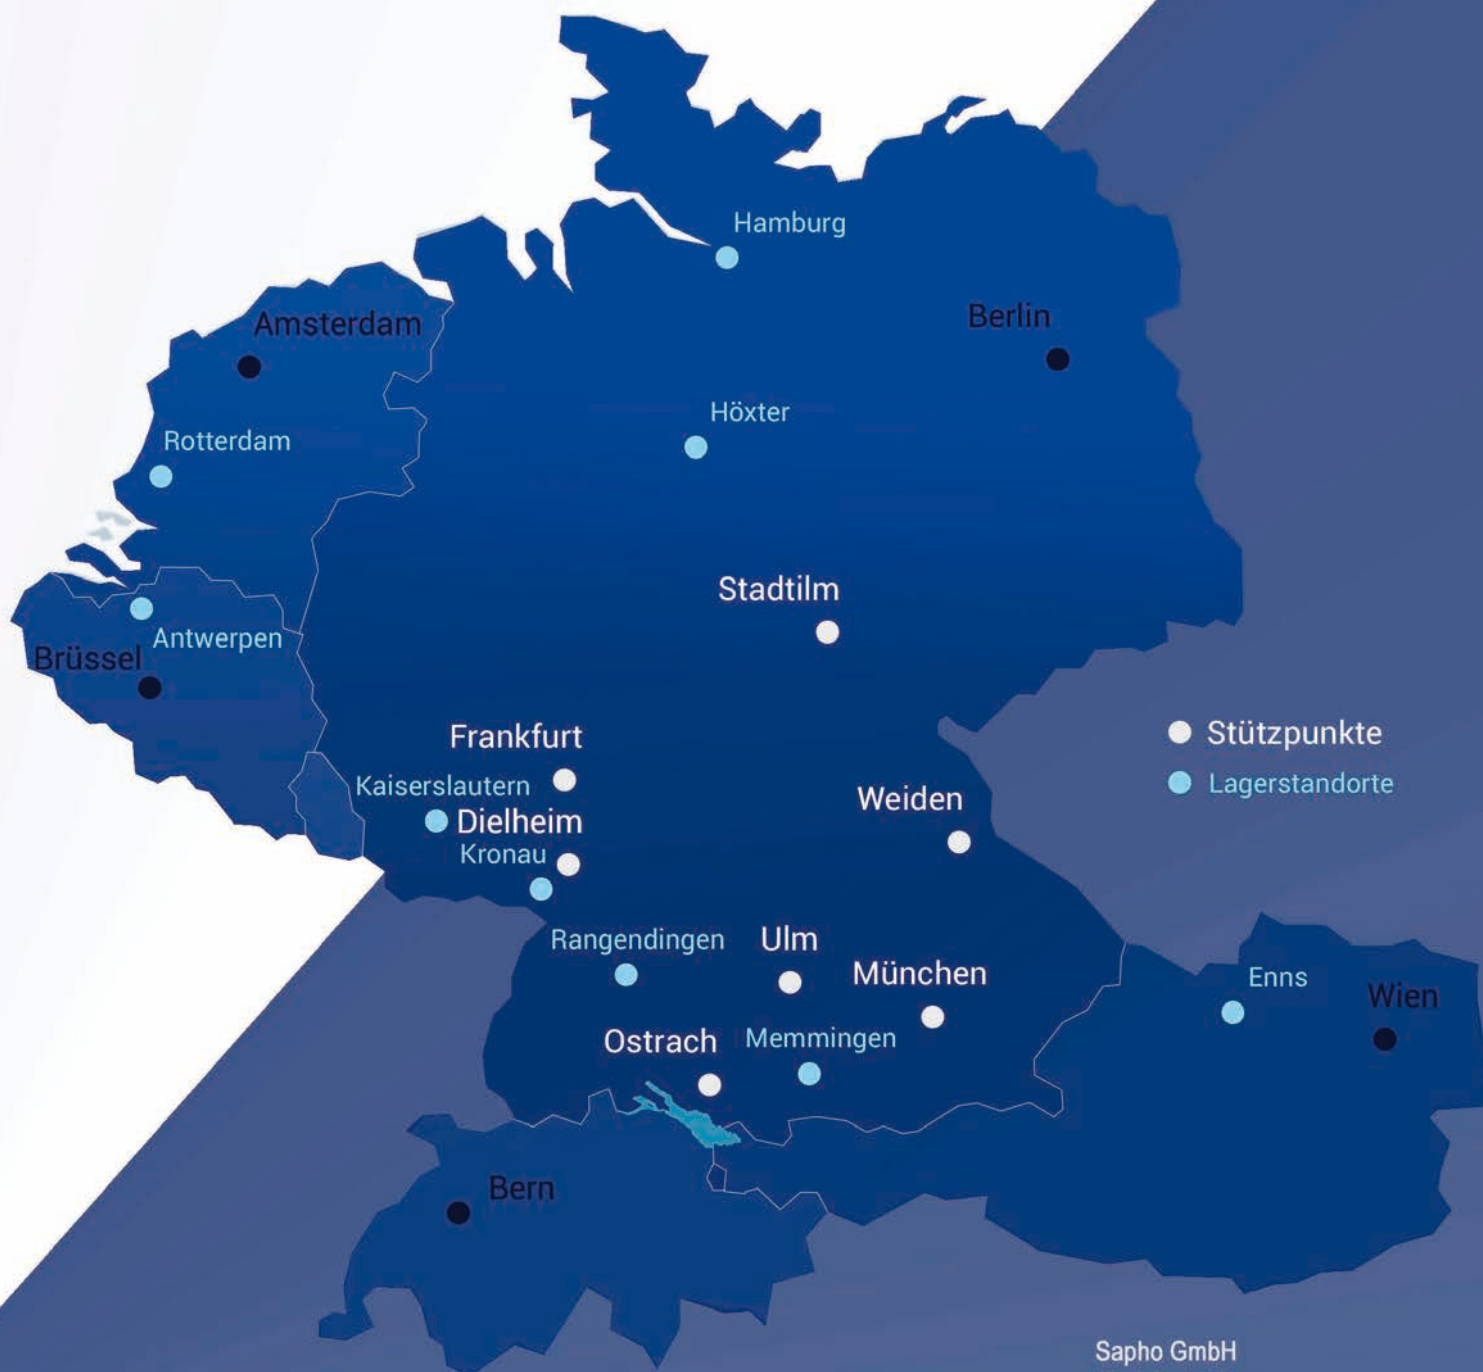 Hamburg
Berlin
Amsterdam
Höxter
Rotterdam
Stadtilm
Antwerpen
Brüssel
Frankfurt
Stützpunkte
Kaiserslautern
Lagerstandorte
Weiden
Dielheim
Kronau
Rangendingen
Ulm
München
Enns
Wien
Ostrach
Memmingen
Bern
Sapho GmbH